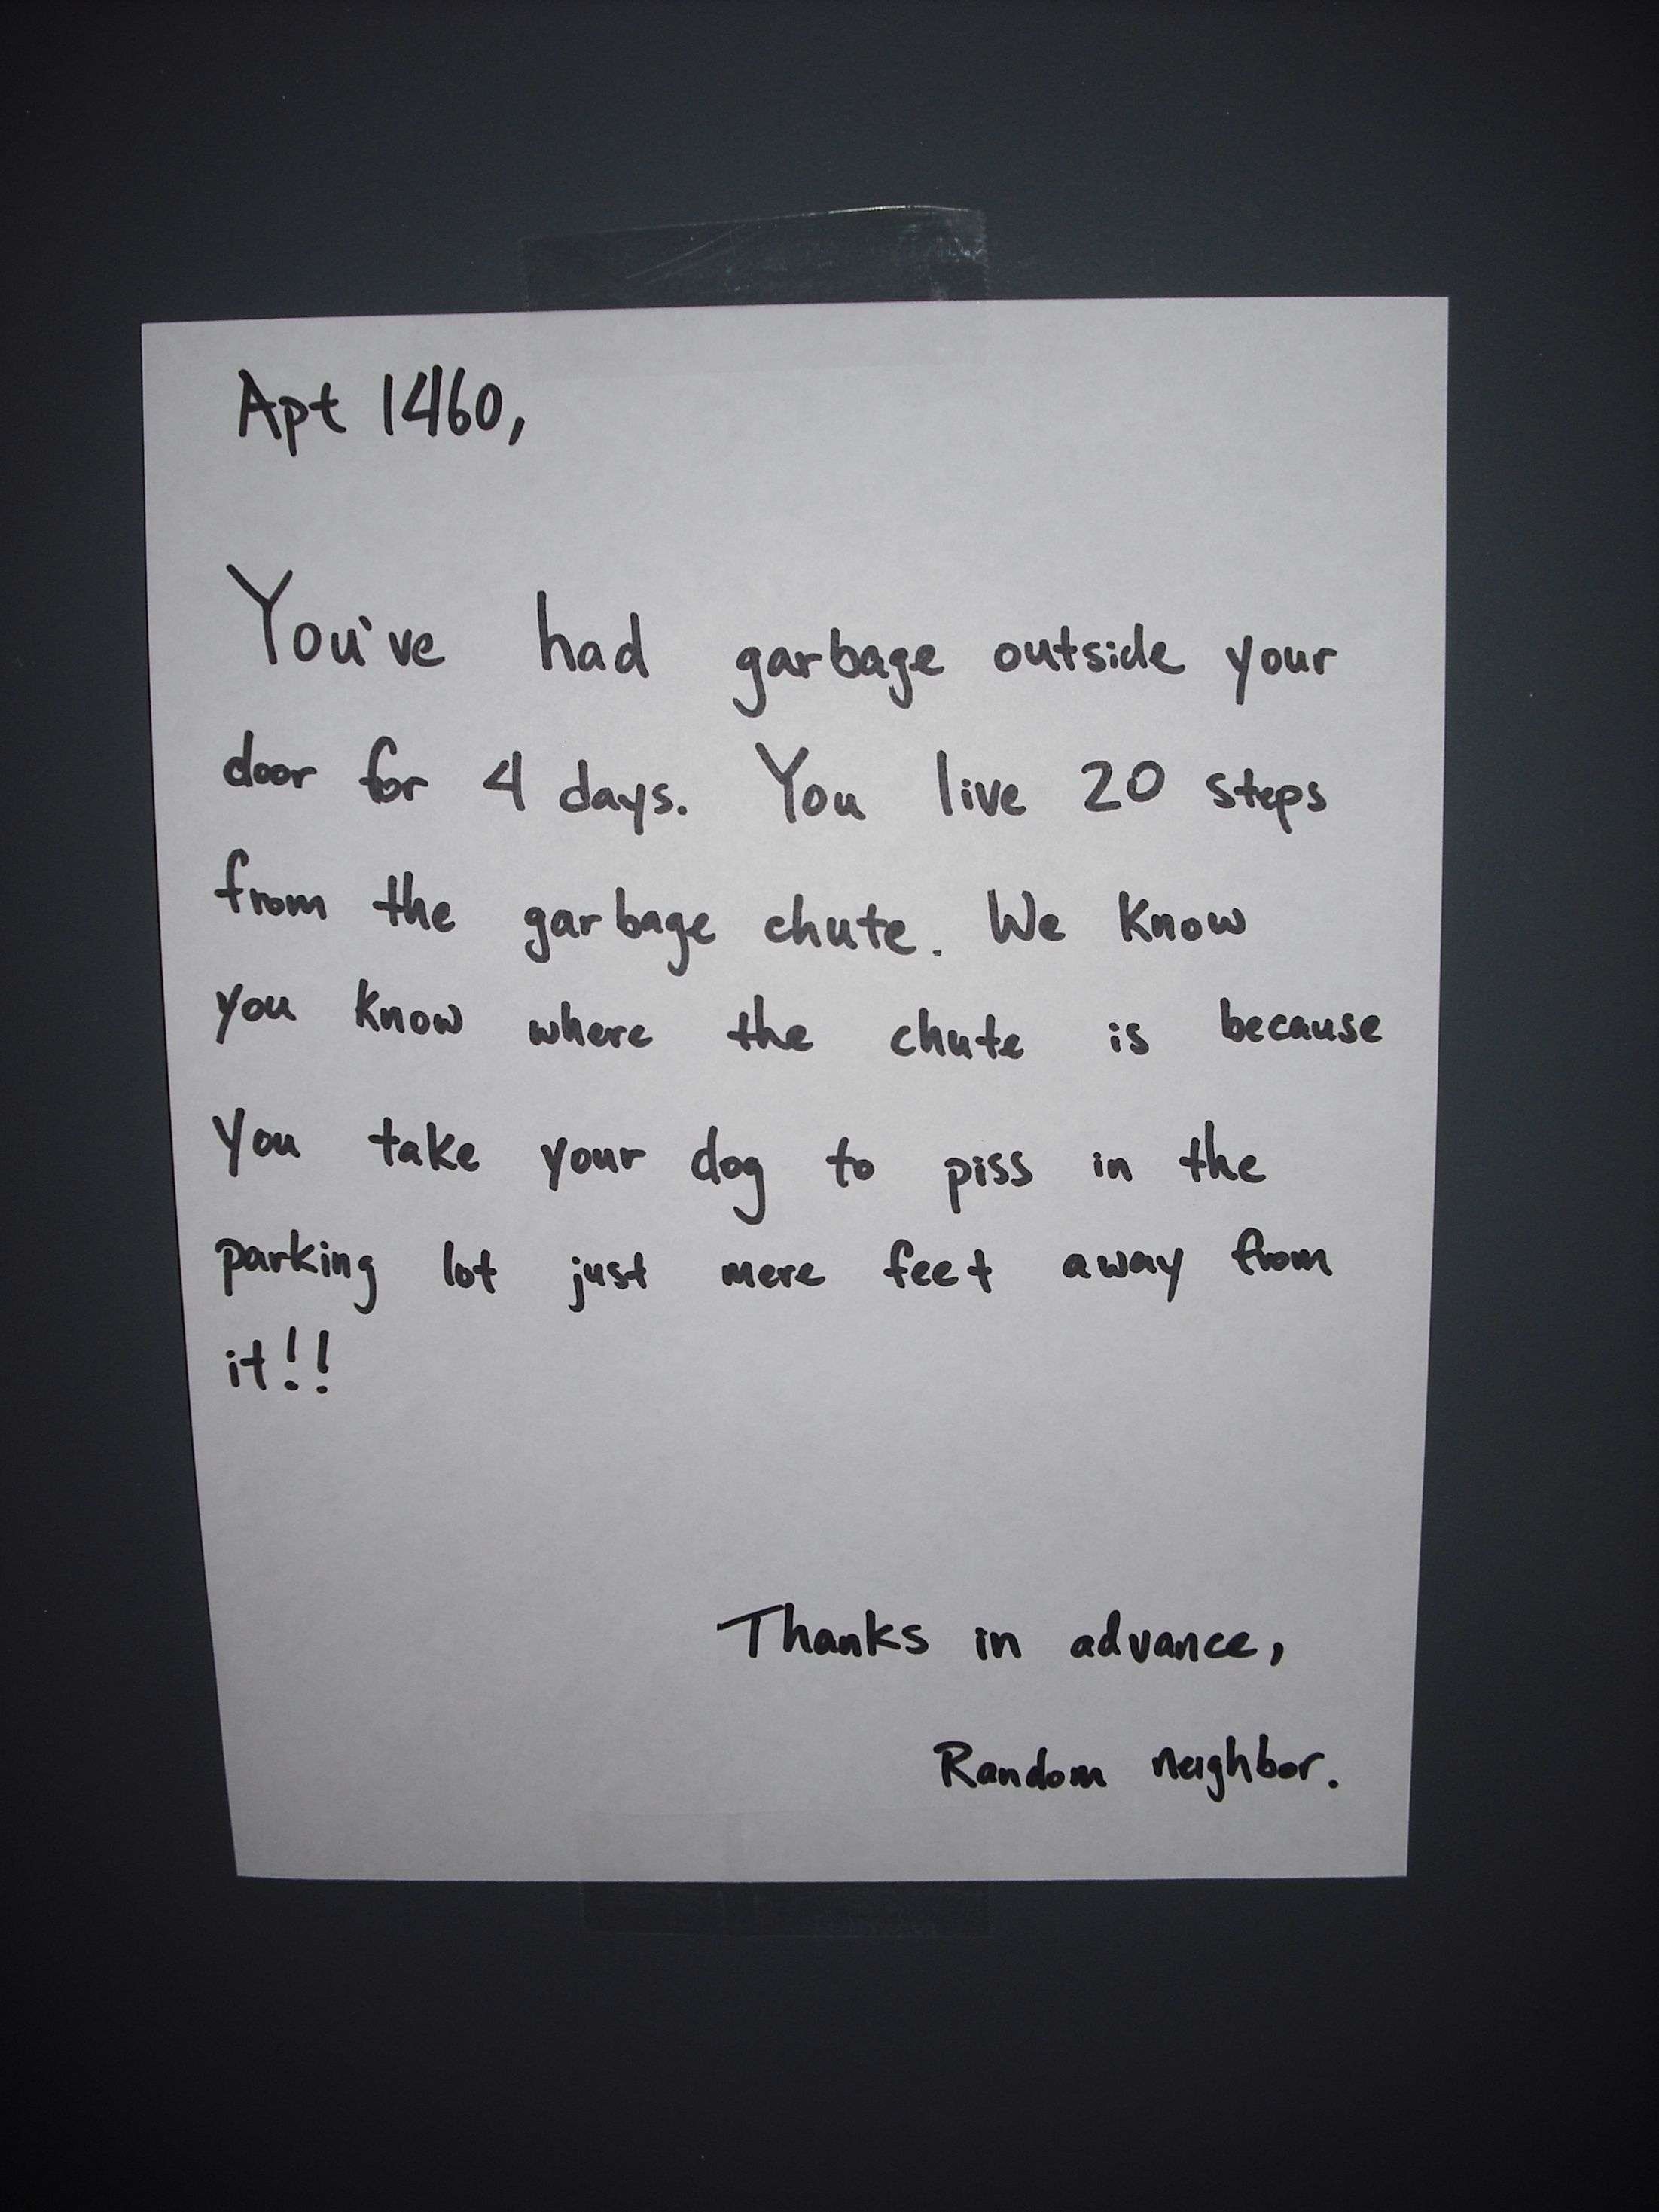 Apt 1460,
You've had garbage outside your
door for 4 days. You live 20 steps
from the garbage chute. We know
you know where the chute is because
you take your dog to piss in the
parking lot just mere feet away from
it!!
Thanks in advance,
Random neighbor.